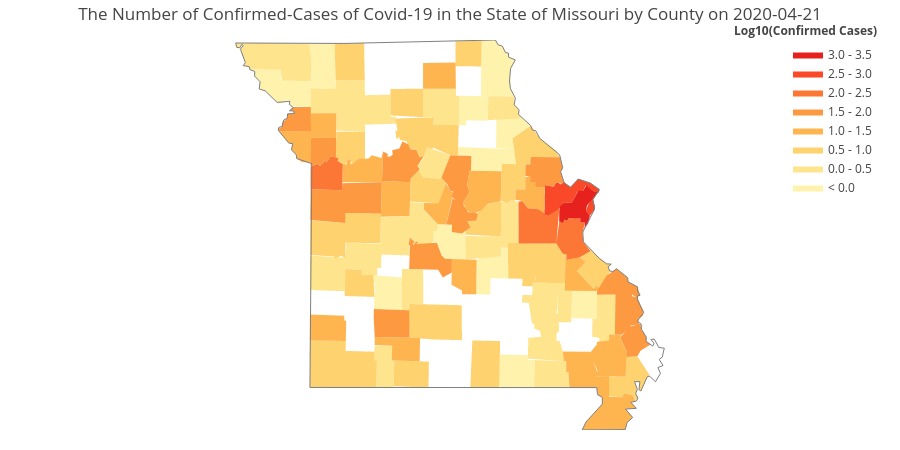 The Number of Confirmed-Cases of Covid-19 in the State of Missouri by County on 2020-04-21
Log10(Confirmed Cases)
3.0 - 3.5
2.5 - 3.0
2.0 - 2.5
1.5 - 2.0
1.0 - 1.5
0.5 - 1.0
0.0 - 0.5
< 0.0